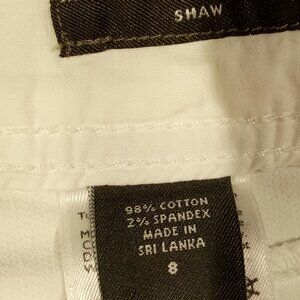 SHAW
98% COTTON
2% SPANDEX
MADE IN
SRI LANKA
8